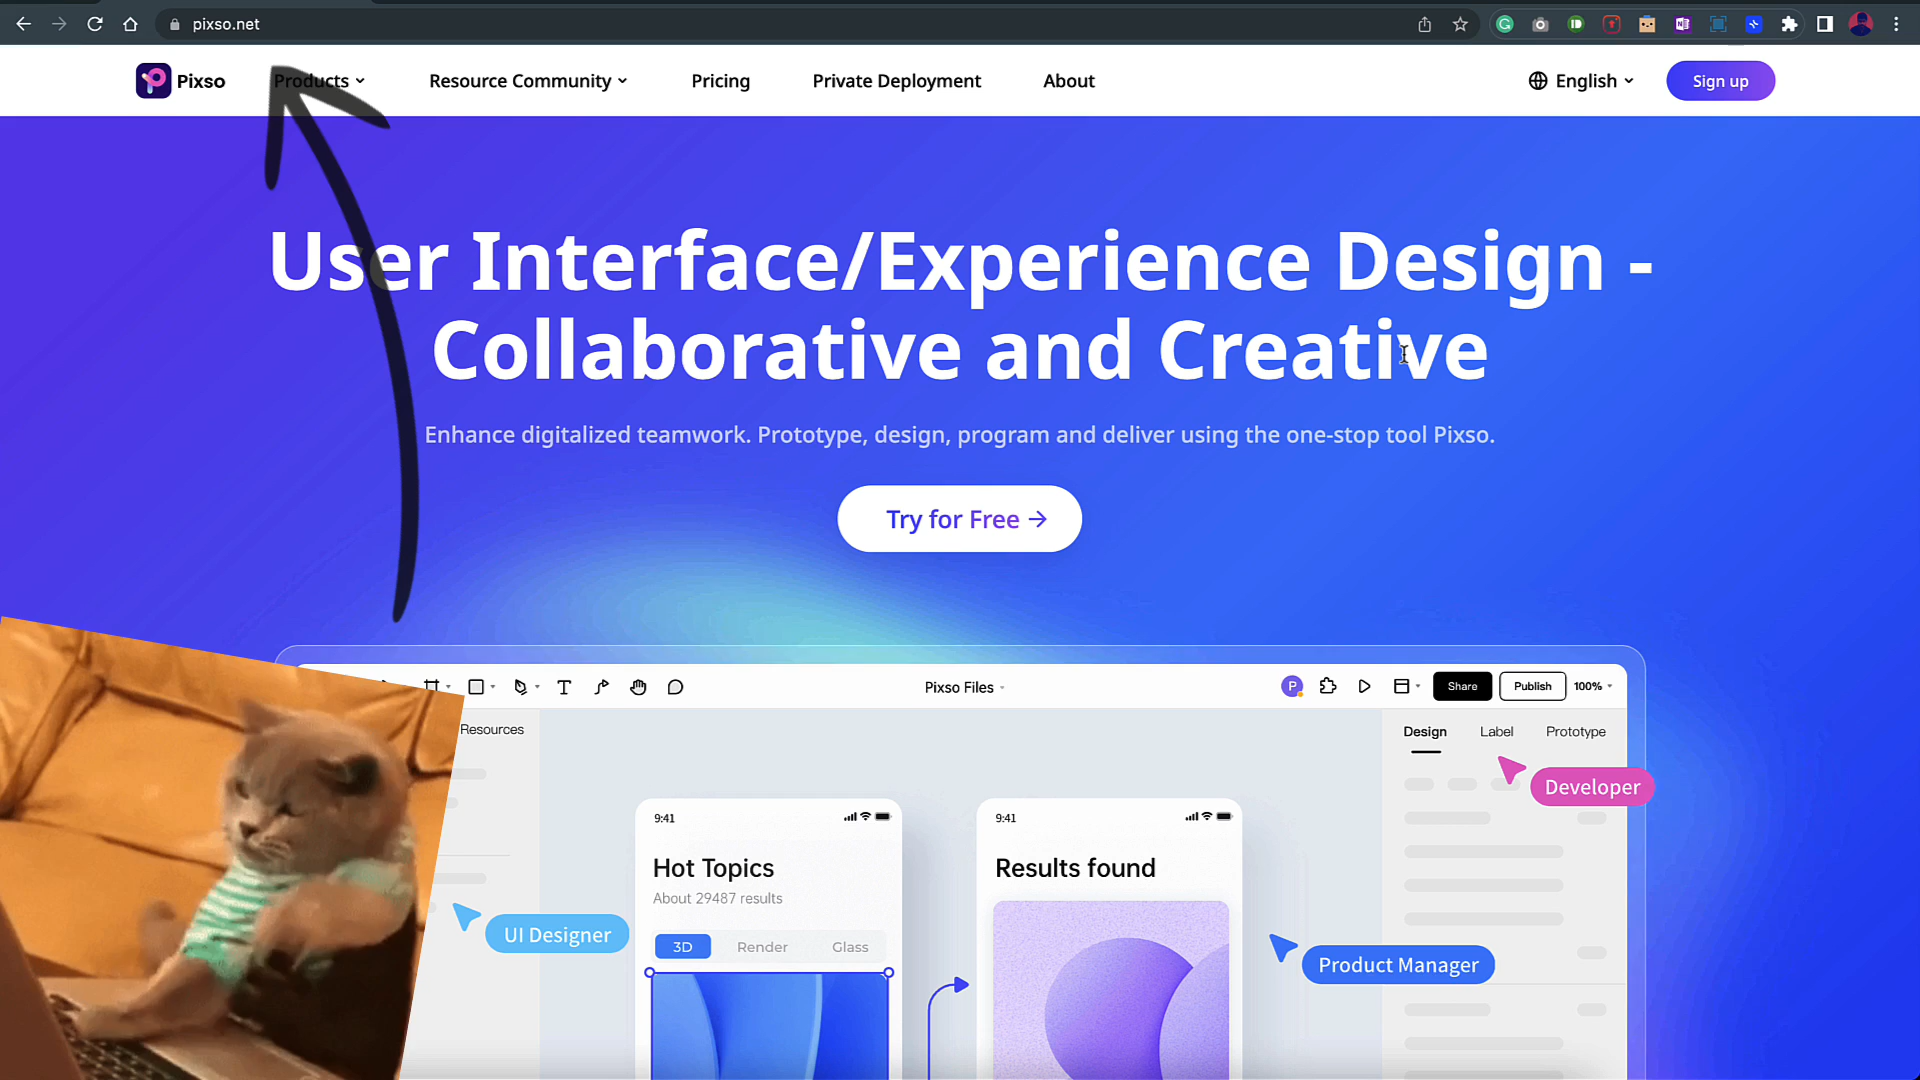 pixso.net
Pixso
Products
Resource Community
Pricing
Private Deployment
About
English
Sign up
User Interface/Experience Design -
Collaborative and Creative
Enhance digitalized teamwork. Prototype, design, program and deliver using the one-stop tool Pixso.
Try for Free →
Pixso Files
P
Share
Publish
100%
Resources
Design
Label
Prototype
Developer
9:41
Hot Topics
About 29487 results
3D
Render
Glass
UI Designer
9:41
Results found
Product Manager